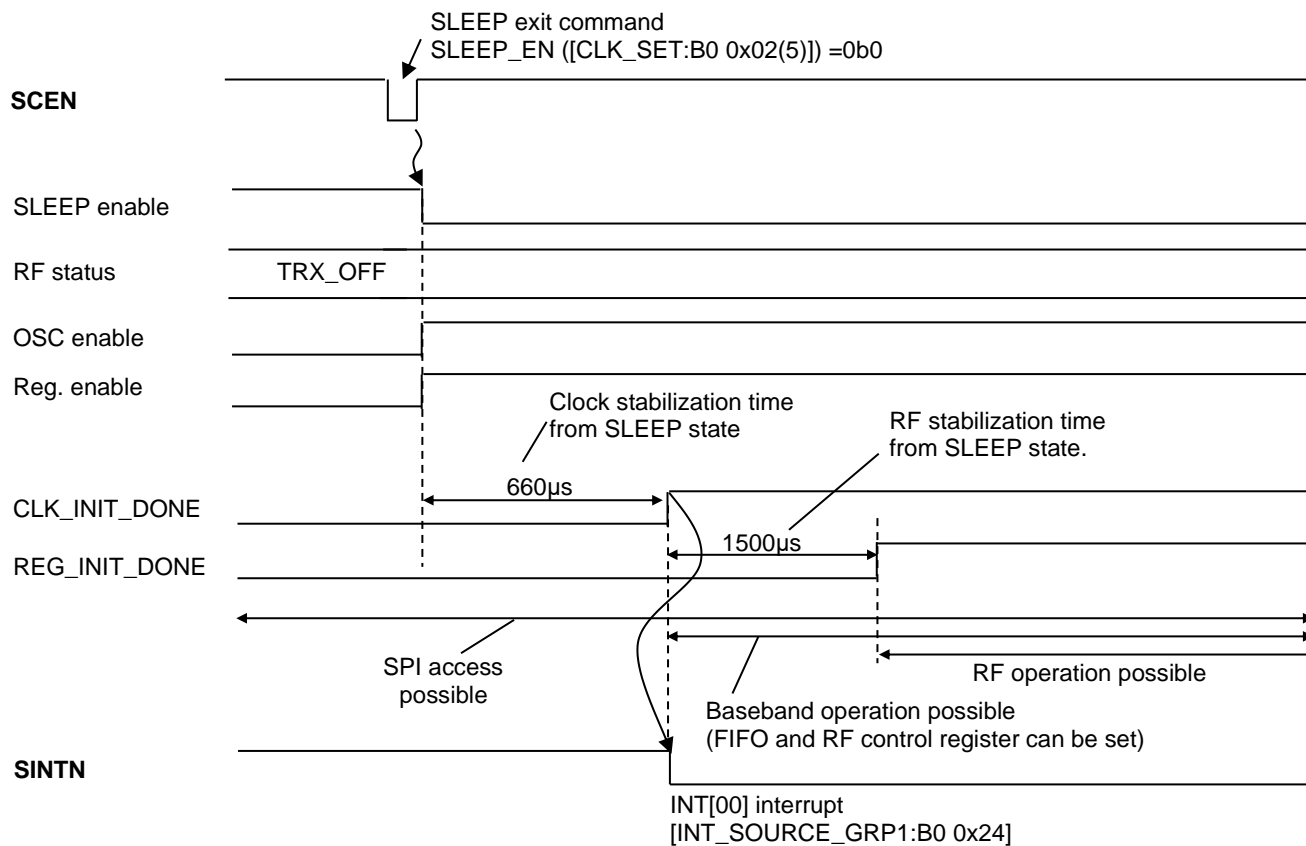 SLEEP exit command
SLEEP_EN ([CLK_SET:B0 0x02(5)]) =0b0
SCEN
SLEEP enable
RF status
TRX_OFF
OSC enable
Reg. enable
Clock stabilization time
from SLEEP state
RF stabilization time
from SLEEP state.
660µs
CLK_INIT_DONE
1500µs
REG_INIT_DONE
SPI access
possible
RF operation possible
Baseband operation possible
(FIFO and RF control register can be set)
SINTN
INT[00] interrupt
[INT_SOURCE_GRP1:B0 0x24]